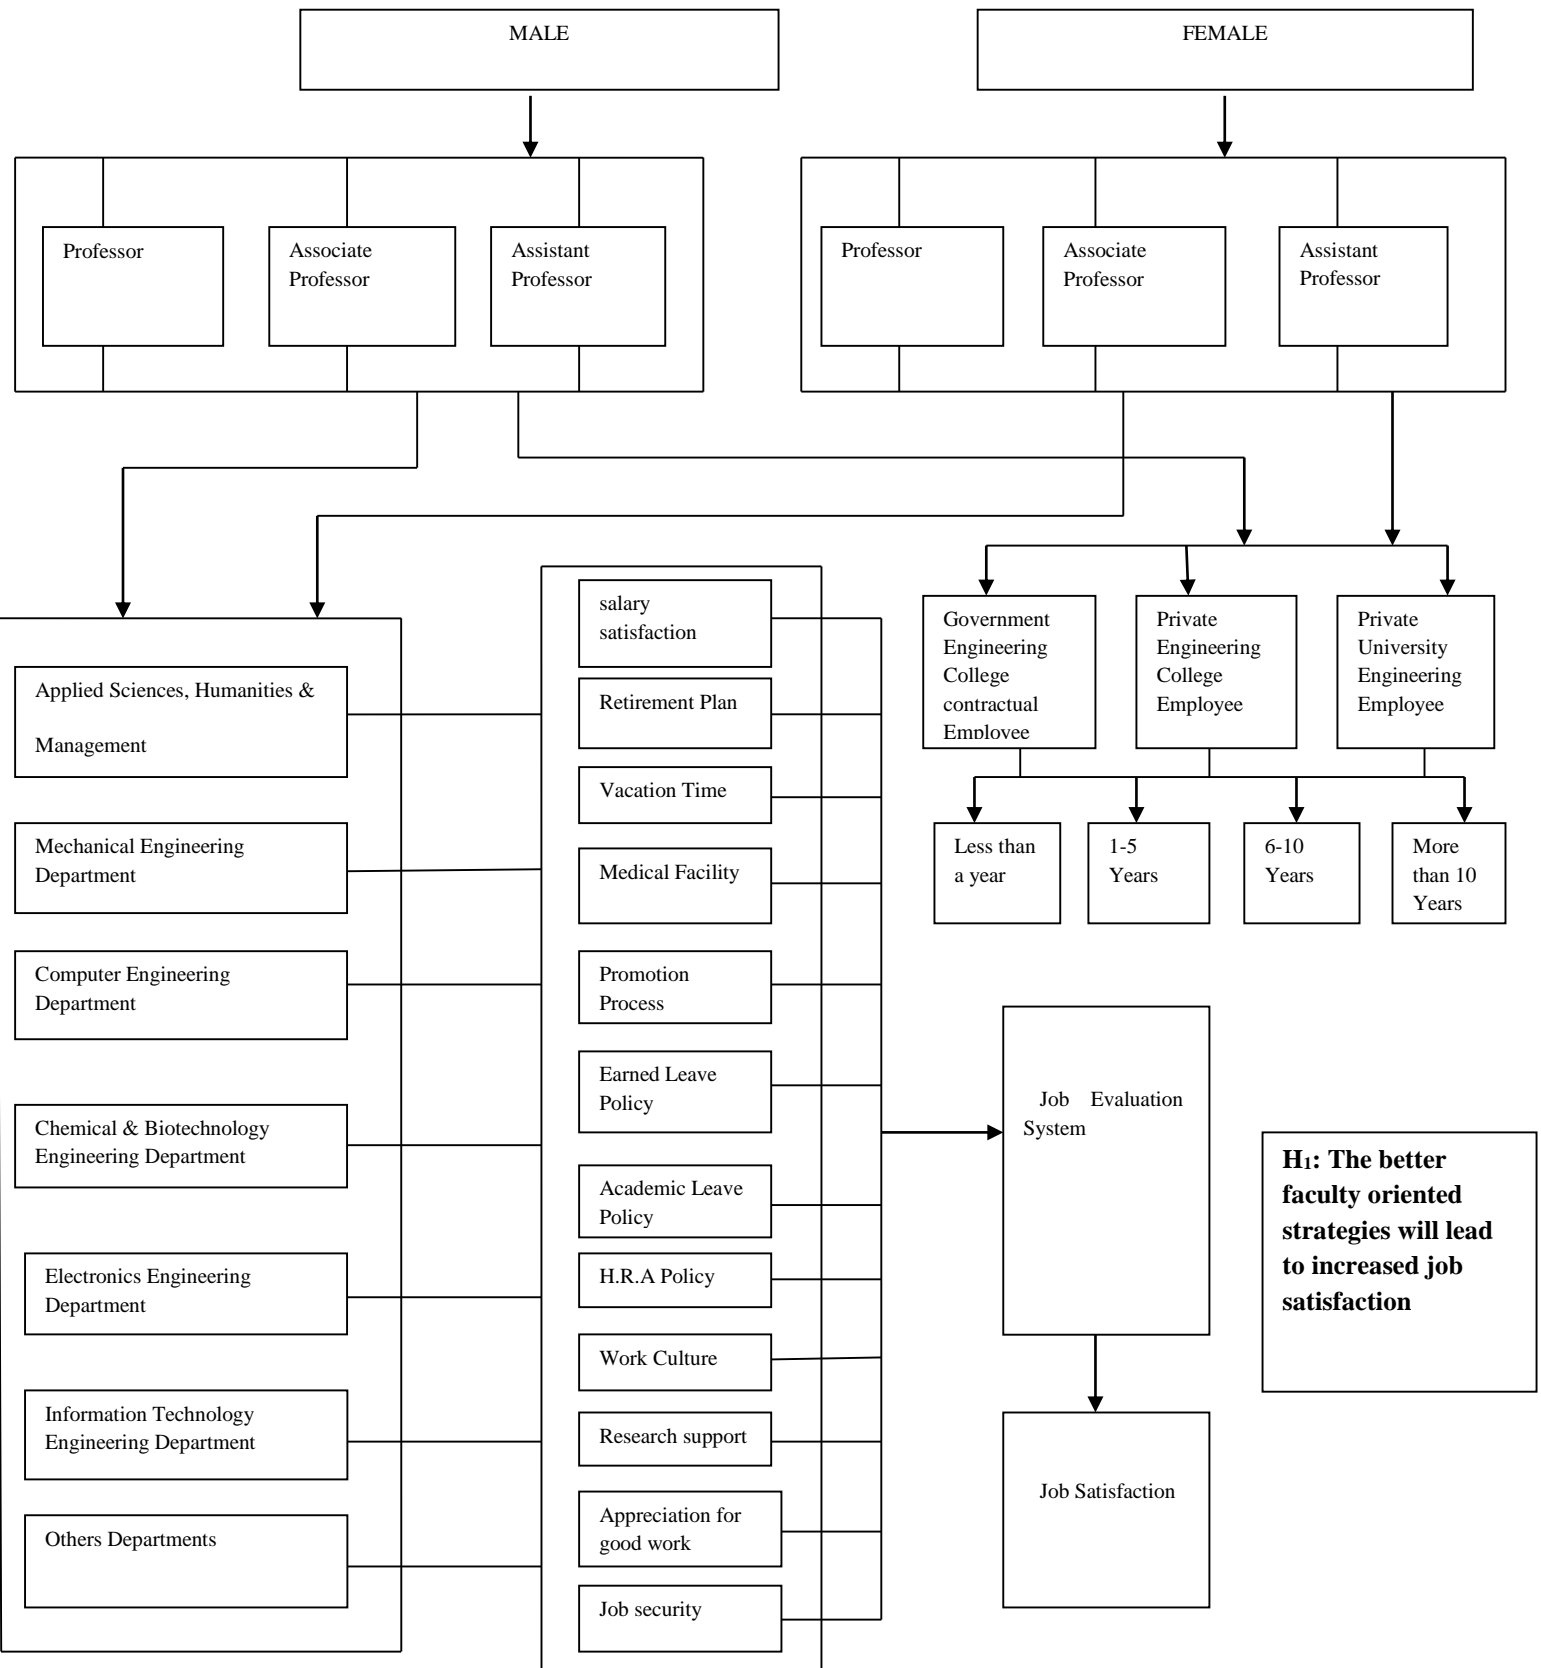 MALE
FEMALE
Professor
Associate
Professor
Assistant
Professor
Professor
Associate
Professor
Assistant
Professor
salary
satisfaction
Retirement Plan
Vacation Time
Medical Facility
Promotion
Process
Earned Leave
Policy
Academic Leave
Policy
H.R.A Policy
Work Culture
Research support
Appreciation for
good work
Job security
Government
Engineering
College
contractual
Employee
Private
Engineering
College
Employee
Private
University
Engineering
Employee
Less than
a year
1-5
Years
6-10
Years
More
than 10
Years
Applied Sciences, Humanities &
Management
Mechanical Engineering
Department
Computer Engineering
Department
Chemical & Biotechnology
Engineering Department
Electronics Engineering
Department
Information Technology
Engineering Department
Others Departments
Job Evaluation
System
Job Satisfaction
H1: The better
faculty oriented
strategies will lead
to increased job
satisfaction